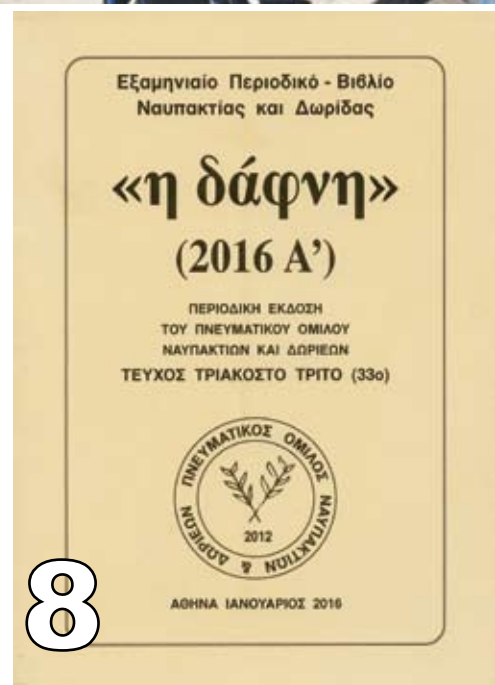 Εξαμηνιαίο Περιοδικό - Βιβλίο
Ναυπακτίας και Δωρίδας
«η δάφνη»
(2016 Α’)
ΠΕΡΙΟΔΙΚΗ ΕΚΔΟΣΗ
ΤΟΥ ΠΝΕΥΜΑΤΙΚΟΥ ΟΜΙΛΟΥ
ΝΑΥΠΑΚΤΙΩΝ ΚΑΙ ΔΩΡΙΕΩΝ
ΤΕΥΧΟΣ ΤΡΙΑΚΟΣΤΟ ΤΡΙΤΟ (33ο)
ΠΝΕΥΜΑΤΙΚΟΣ ΟΜΙΛΟΣ ΝΑΥΠΑΚΤΙΩΝ & ΔΩΡΙΕΩΝ
2012
ΑΘΗΝΑ ΙΑΝΟΥΑΡΙΟΣ 2016
8